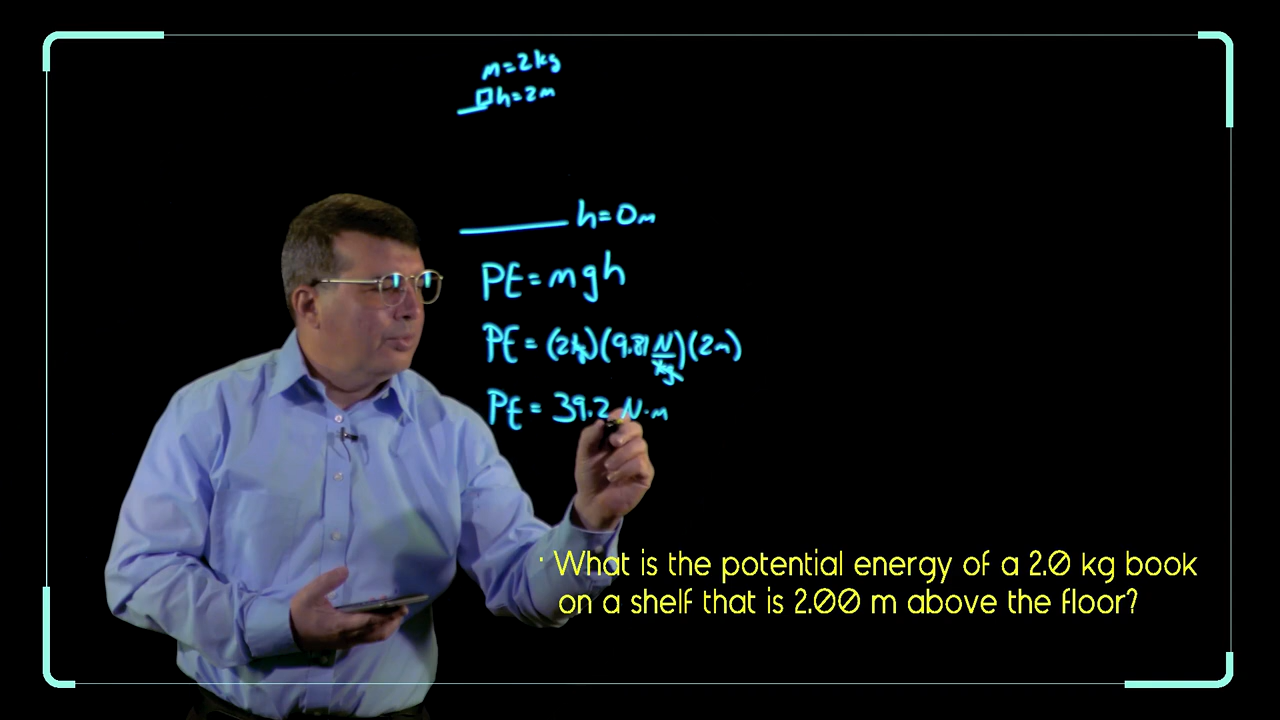 m=2kg
h=2m
h=0m
PE=mgh
PE=(2kg)(9.81 N/kg)(2m)
PE=39.2 N·m
· What is the potential energy of a 2.0 kg book
on a shelf that is 2.00 m above the floor?